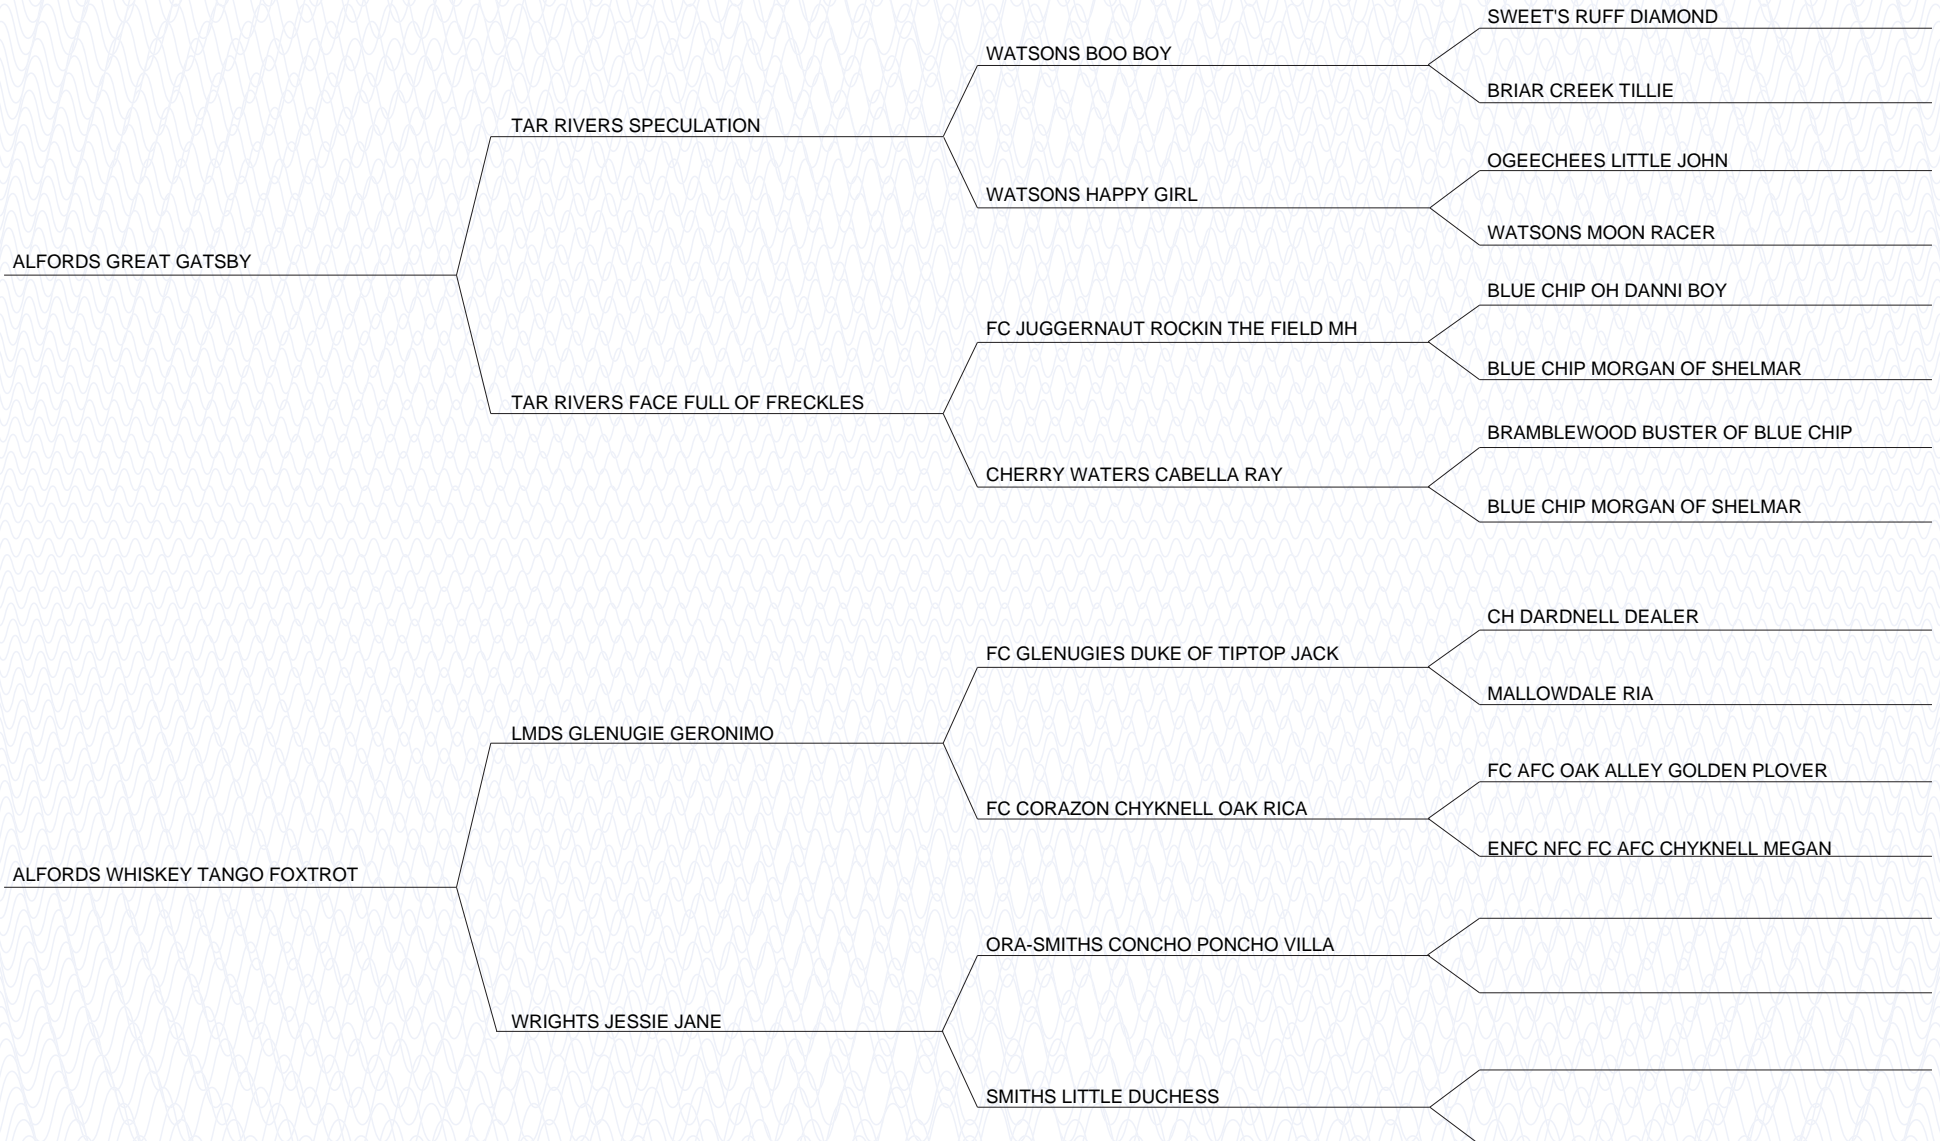 SWEET'S RUFF DIAMOND
WATSONS BOO BOY
BRIAR CREEK TILLIE
TAR RIVERS SPECULATION
OGEECHEES LITTLE JOHN
WATSONS HAPPY GIRL
WATSONS MOON RACER
ALFORDS GREAT GATSBY
BLUE CHIP OH DANNI BOY
FC JUGGERNAUT ROCKIN THE FIELD MH
BLUE CHIP MORGAN OF SHELMAR
TAR RIVERS FACE FULL OF FRECKLES
BRAMBLEWOOD BUSTER OF BLUE CHIP
CHERRY WATERS CABELLA RAY
BLUE CHIP MORGAN OF SHELMAR
CH DARDNELL DEALER
FC GLENUGIES DUKE OF TIPTOP JACK
MALLOWDALE RIA
LMDS GLENUGIE GERONIMO
FC AFC OAK ALLEY GOLDEN PLOVER
FC CORAZON CHYKNELL OAK RICA
ENFC NFC FC AFC CHYKNELL MEGAN
ALFORDS WHISKEY TANGO FOXTROT
ORA-SMITHS CONCHO PONCHO VILLA
WRIGHTS JESSIE JANE
SMITHS LITTLE DUCHESS